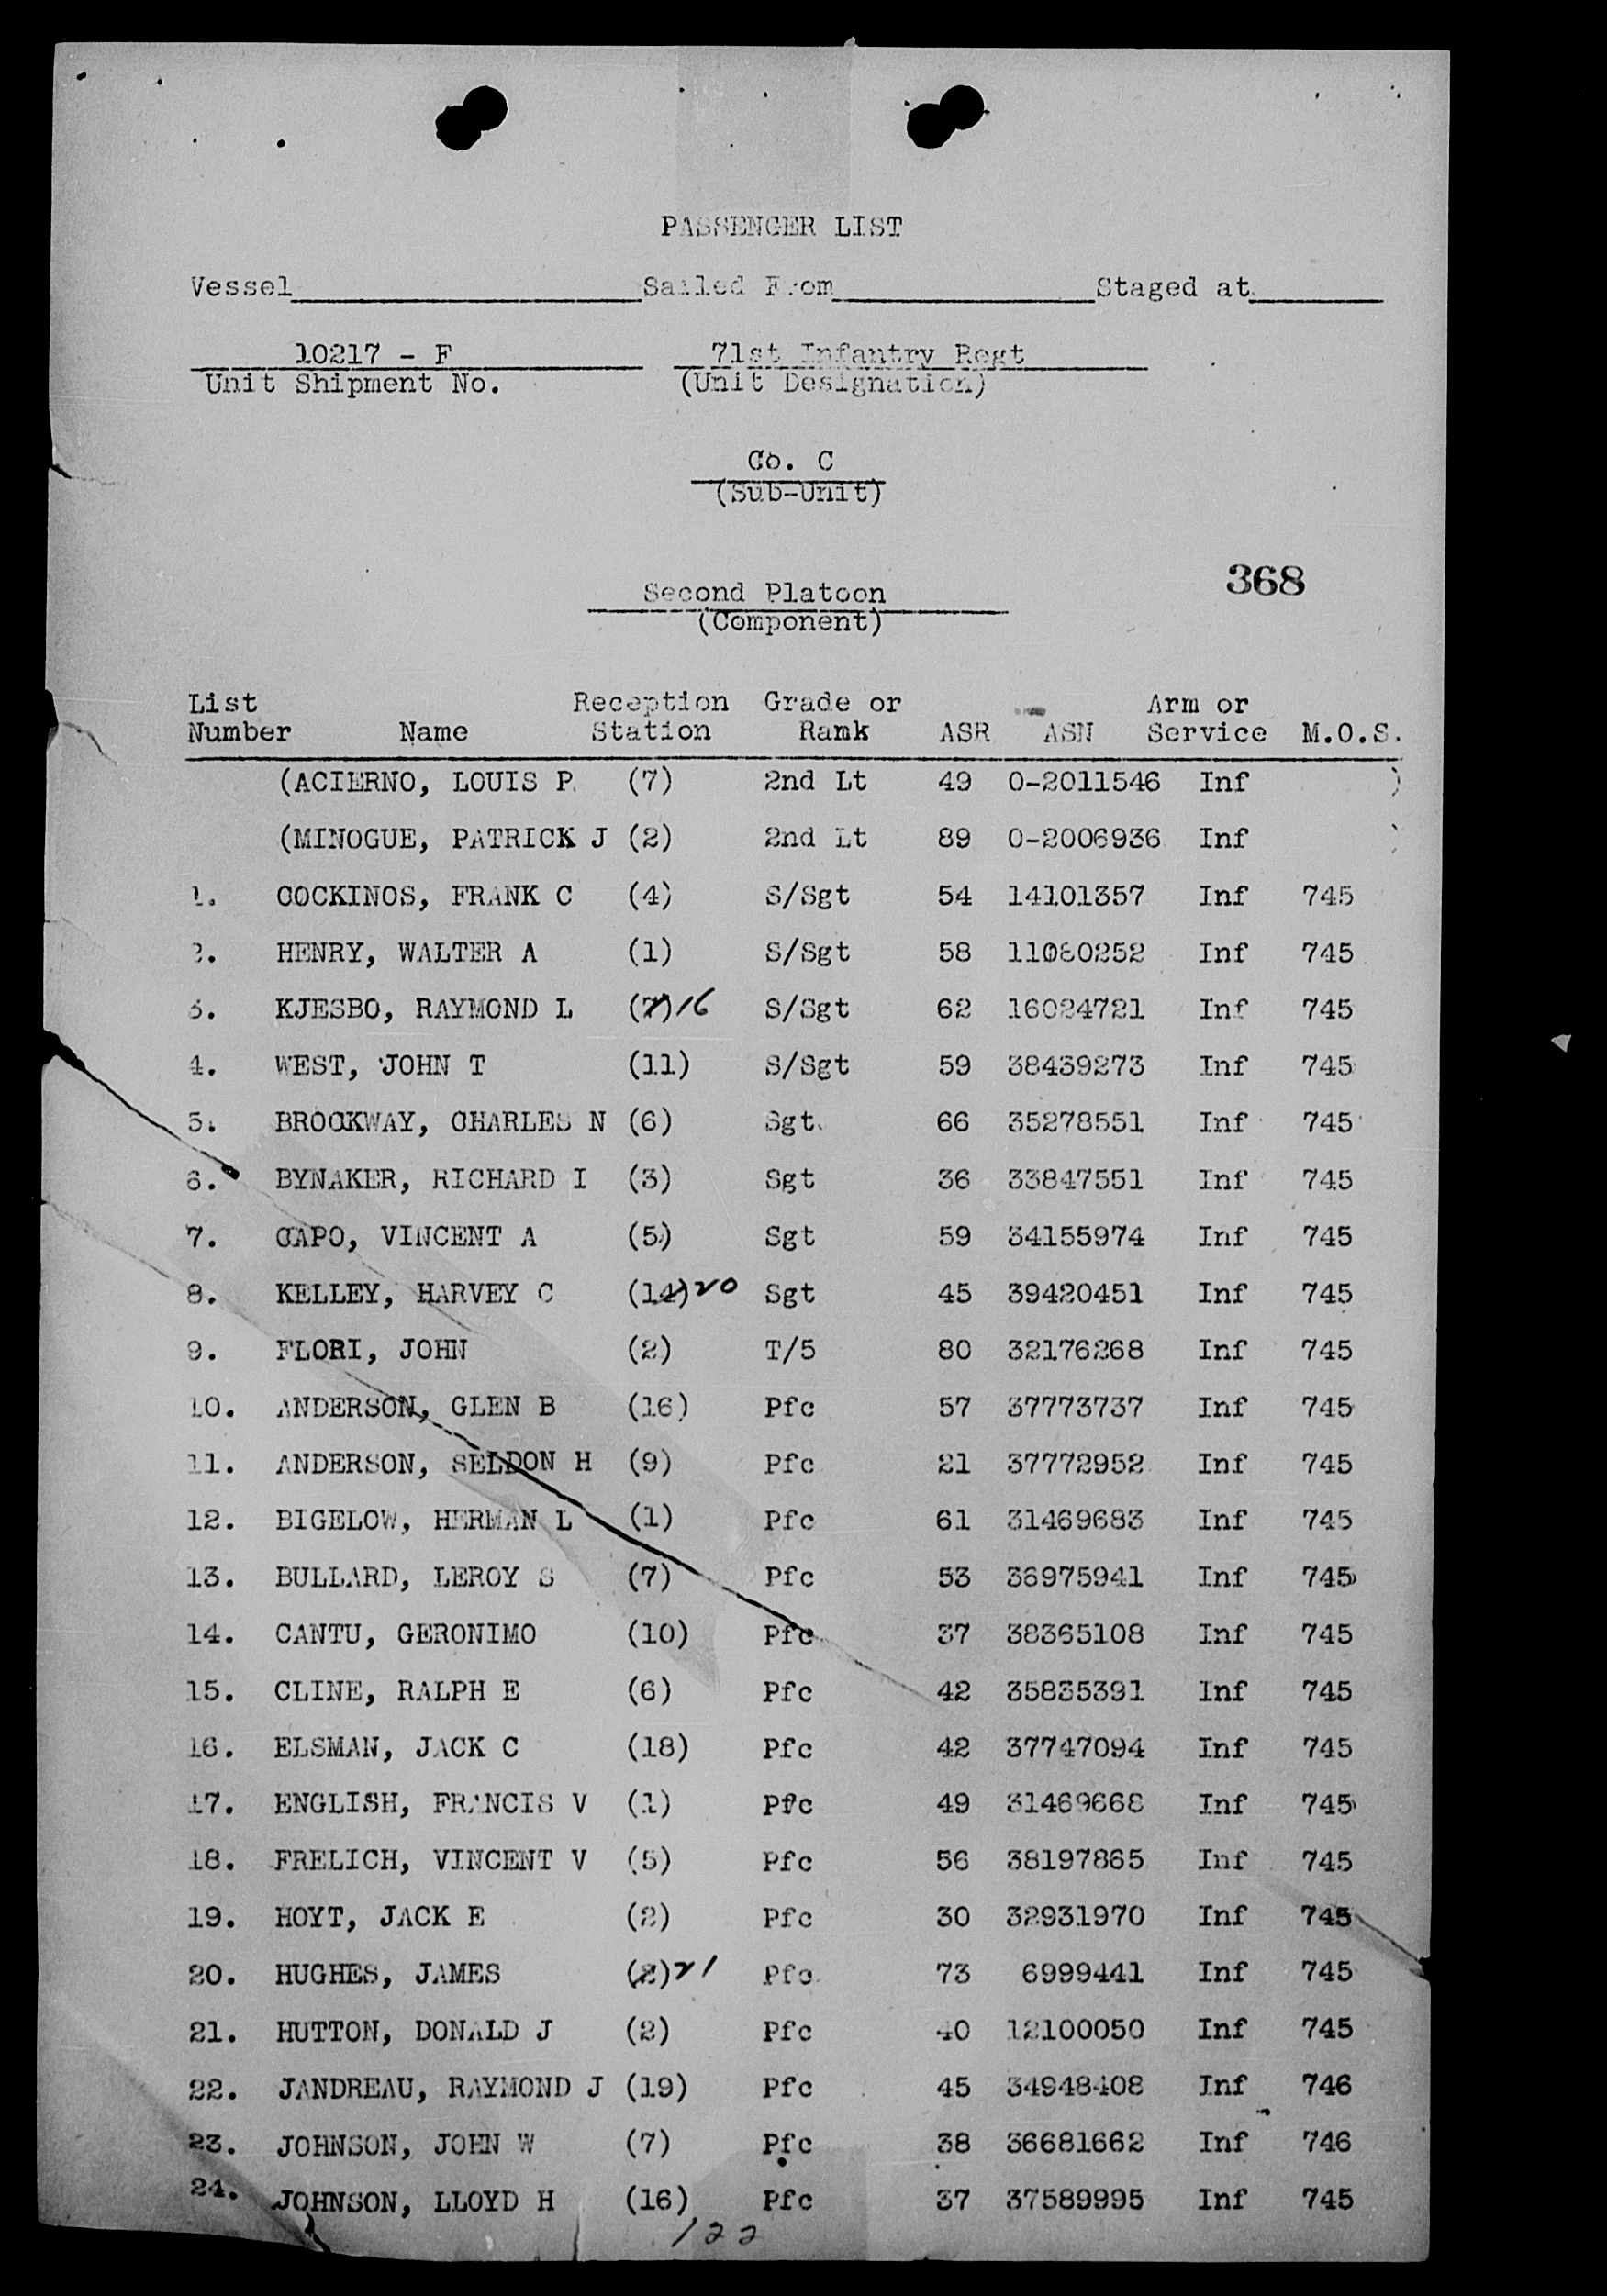 PASSENGER LIST
Vessel Sailed From Staged at
10217 - F 71st Infantry Regt
Unit Shipment No. (Unit Designation)
Co. C
(Sub-Unit)
368
Second Platoon
(Component)
List Reception Grade or Arm or
Number Name Station Rank ASR ASN Service M.O.S.
(ACIERNO, LOUIS P. (7) 2nd Lt 49 0-2011546 Inf )
(MINOGUE, PATRICK J (2) 2nd Lt 89 0-2006936 Inf )
1. COCKINOS, FRANK C (4) S/Sgt 54 14101357 Inf 745
2. HENRY, WALTER A (1) S/Sgt 58 11080252 Inf 745
3. KJESBO, RAYMOND L (7) 16 S/Sgt 62 16024721 Inf 745
4. WEST, JOHN T (11) S/Sgt 59 38439273 Inf 745
5. BROCKWAY, CHARLES N (6) Sgt 66 35278551 Inf 745
6. BYNAKER, RICHARD I (3) Sgt 36 33847551 Inf 745
7. CAPO, VINCENT A (5) Sgt 59 34155974 Inf 745
8. KELLEY, HARVEY C (14) 20 Sgt 45 39420451 Inf 745
9. FLORI, JOHN (2) T/5 80 32176268 Inf 745
10. ANDERSON, GLEN B (16) Pfc 57 37773737 Inf 745
11. ANDERSON, SELDON H (9) Pfc 21 37772952 Inf 745
12. BIGELOW, HERMAN L (1) Pfc 61 31469683 Inf 745
13. BULLARD, LEROY S (7) Pfc 53 36975941 Inf 745
14. CANTU, GERONIMO (10) Pfc 37 38365108 Inf 745
15. CLINE, RALPH E (6) Pfc 42 35835391 Inf 745
16. ELSMAN, JACK C (18) Pfc 42 37747094 Inf 745
17. ENGLISH, FRANCIS V (1) Pfc 49 31469668 Inf 745
18. FRELICH, VINCENT V (5) Pfc 56 38197865 Inf 745
19. HOYT, JACK E (2) Pfc 30 32931970 Inf 745
20. HUGHES, JAMES (2) 21 Pfc 73 6999441 Inf 745
21. HUTTON, DONALD J (2) Pfc 40 12100050 Inf 745
22. JANDREAU, RAYMOND J (19) Pfc 45 34948408 Inf 746
23. JOHNSON, JOHN W (7) Pfc 38 36681662 Inf 746
24. JOHNSON, LLOYD H (16) Pfc 37 37589995 Inf 745
122